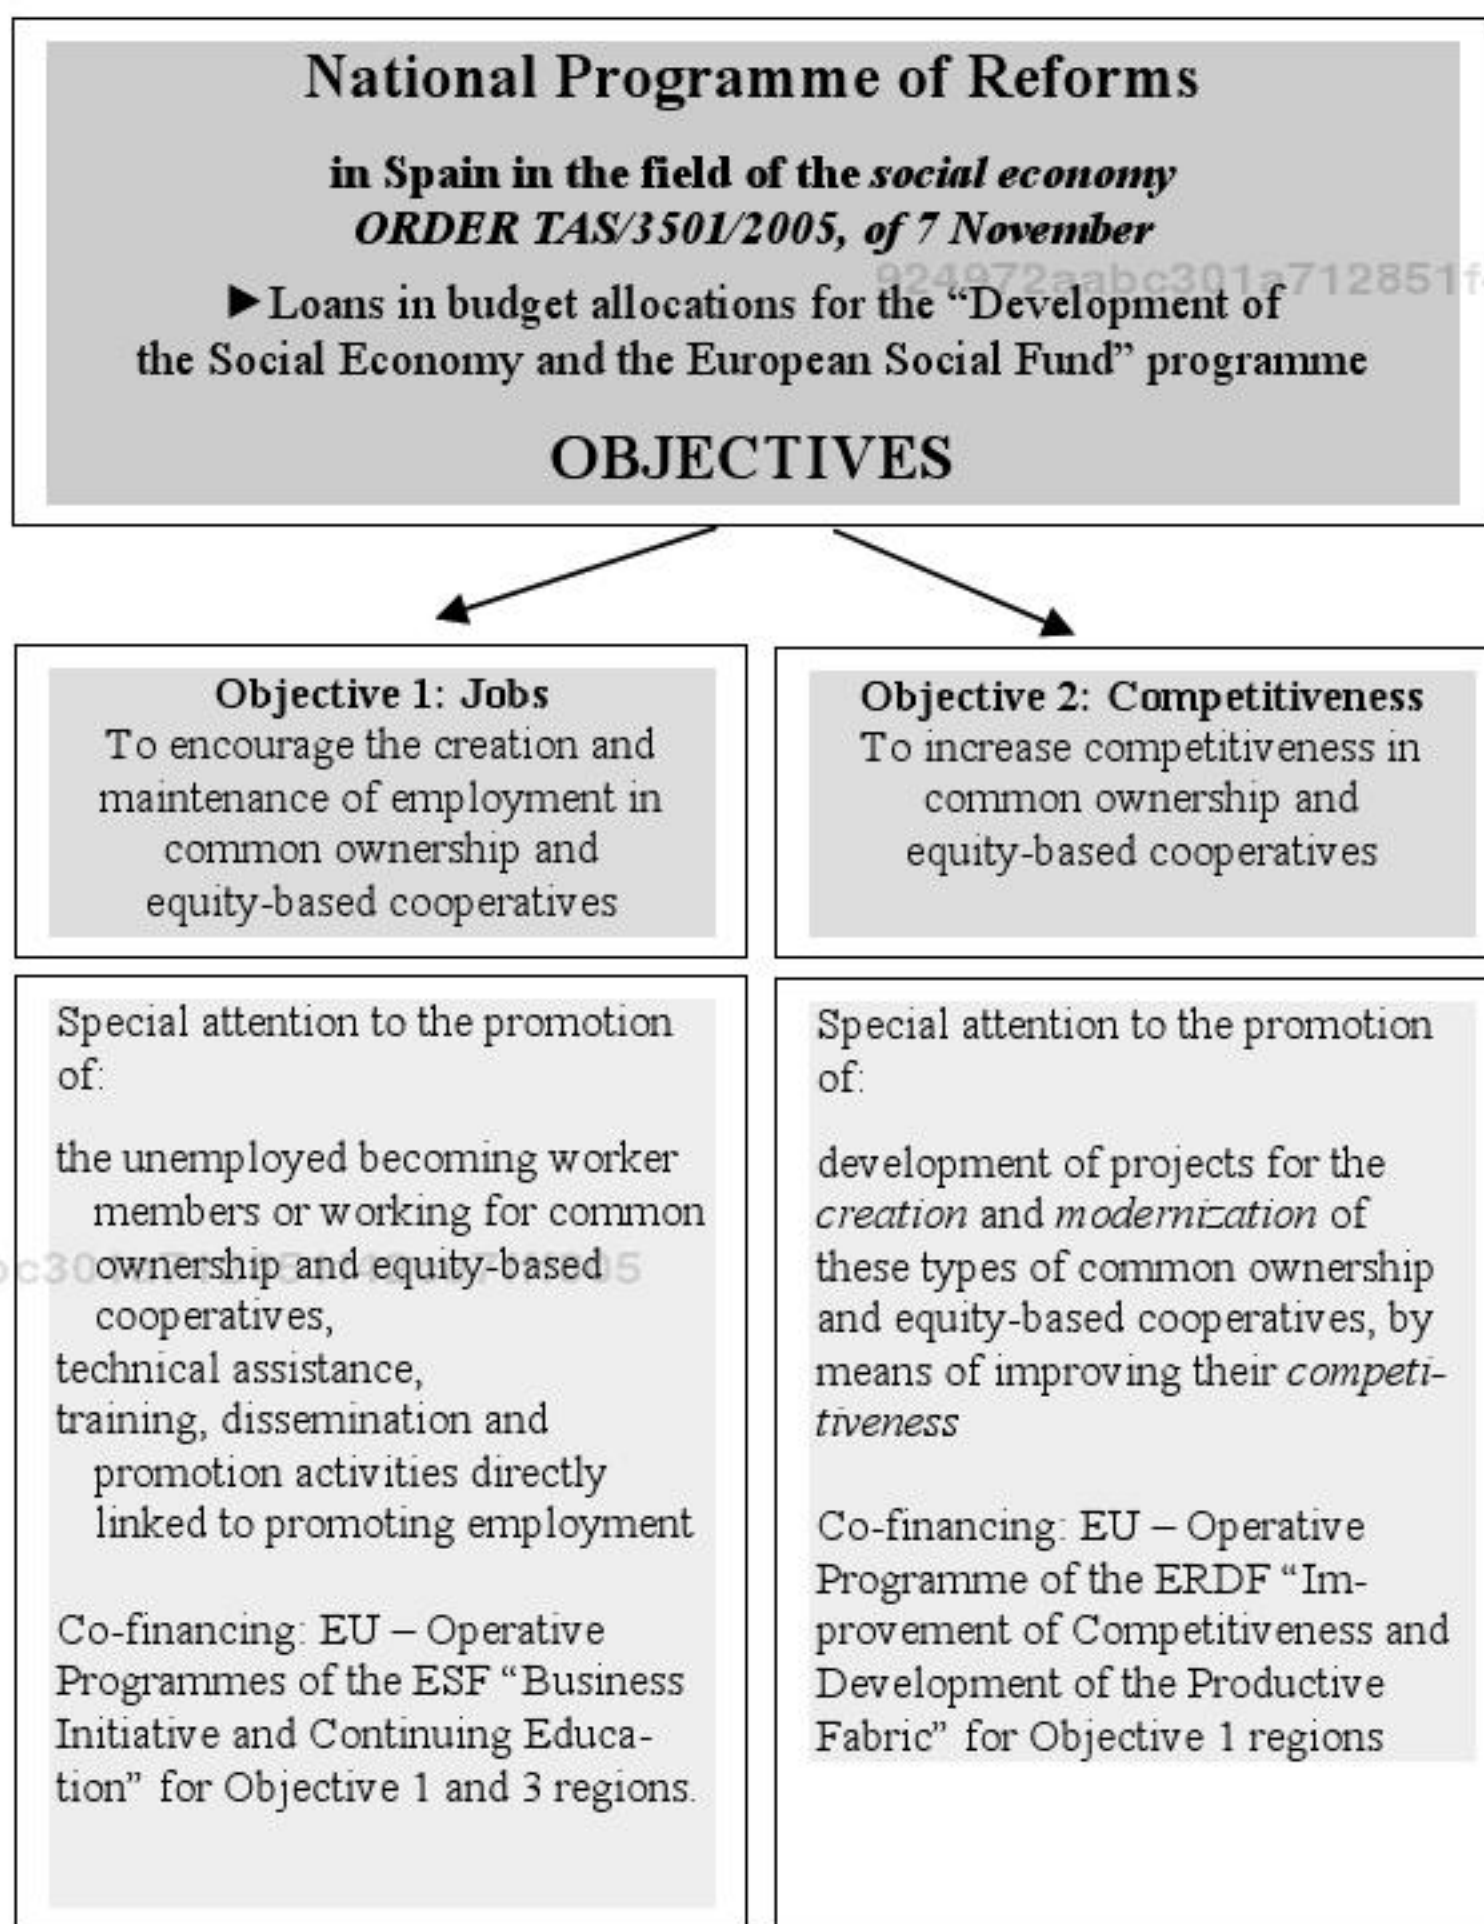 National Programme of Reforms
in Spain in the field of the social economy
ORDER TAS/3501/2005, of 7 November
▶Loans in budget allocations for the “Development of
the Social Economy and the European Social Fund” programme
OBJECTIVES
Objective 1: Jobs
To encourage the creation and
maintenance of employment in
common ownership and
equity-based cooperatives
Special attention to the promotion
of:
the unemployed becoming worker
members or working for common
ownership and equity-based
cooperatives,
technical assistance,
training, dissemination and
promotion activities directly
linked to promoting employment
Co-financing: EU – Operative
Programmes of the ESF “Business
Initiative and Continuing Educa-
tion” for Objective 1 and 3 regions.
Objective 2: Competitiveness
To increase competitiveness in
common ownership and
equity-based cooperatives
Special attention to the promotion
of:
development of projects for the
creation and modernization of
these types of common ownership
and equity-based cooperatives, by
means of improving their competi-
tiveness
Co-financing: EU – Operative
Programme of the ERDF “Im-
provement of Competitiveness and
Development of the Productive
Fabric” for Objective 1 regions